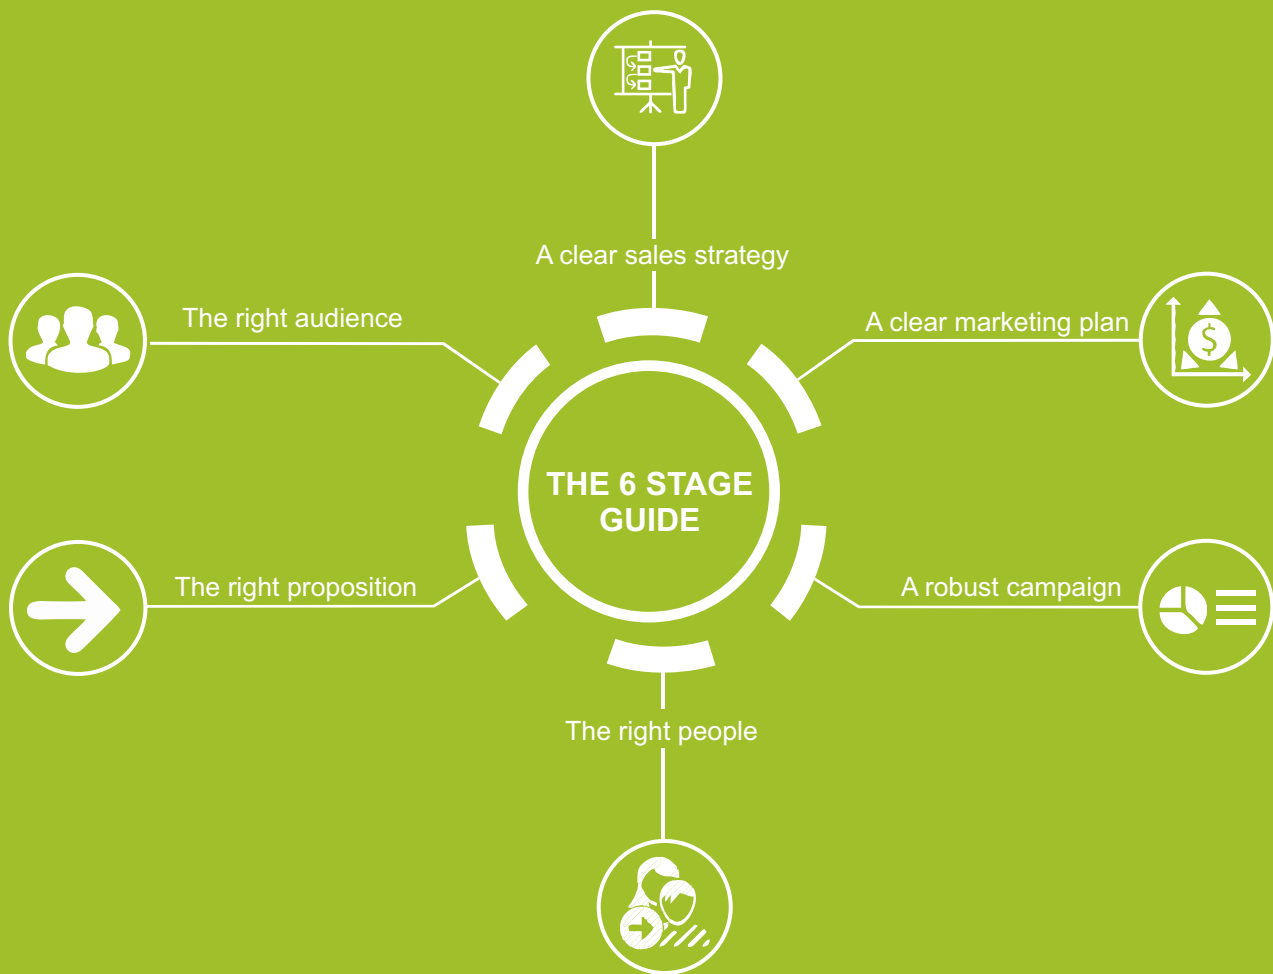 A clear sales strategy
The right audience
A clear marketing plan
THE 6 STAGE
GUIDE
The right proposition
A robust campaign
The right people
$